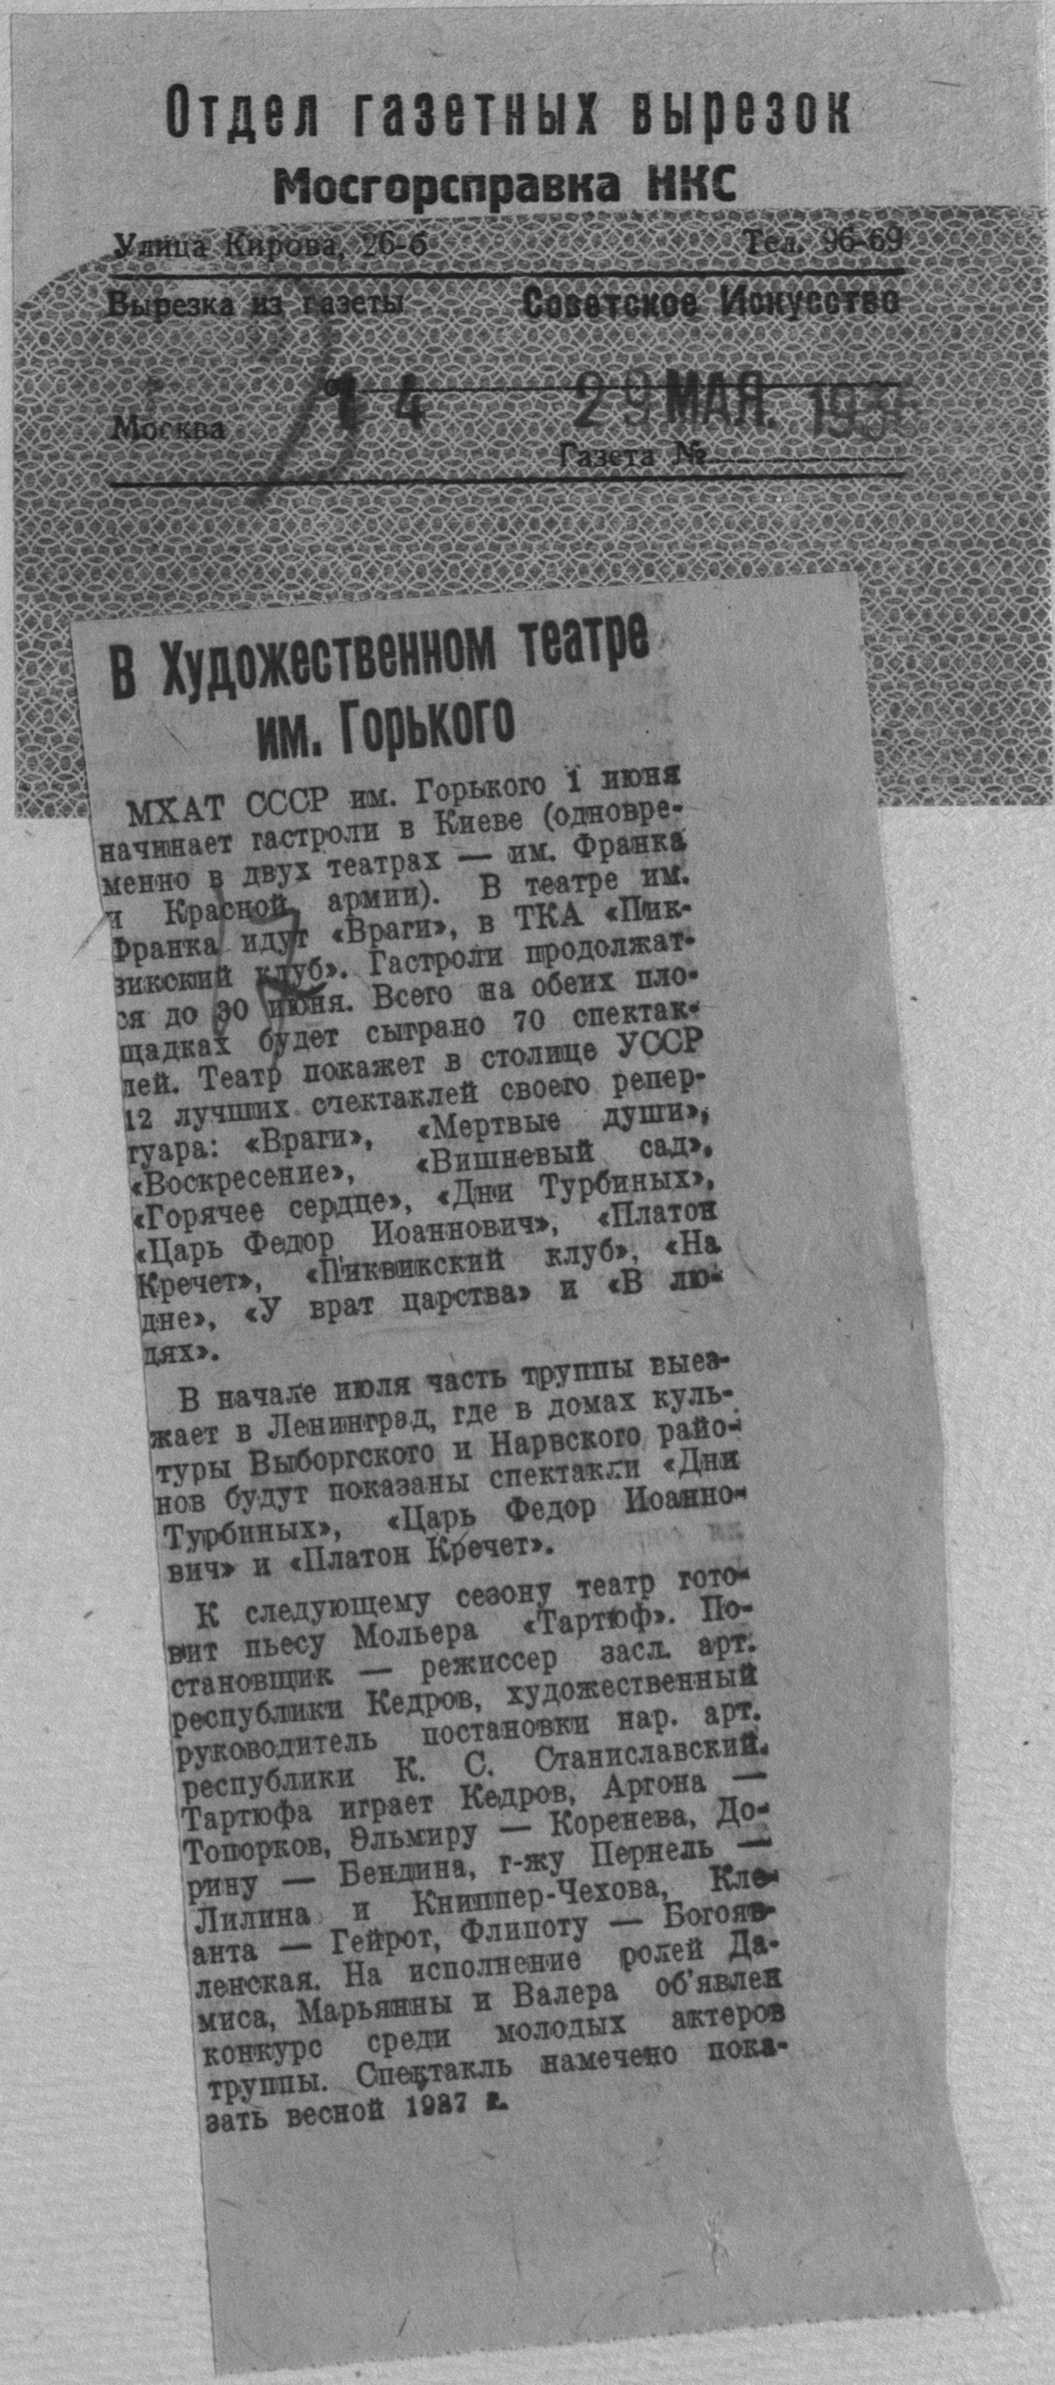 Отдел газетных вырезок
Мосгорсправка НКС
Улица Кирова, 26-б Тел. 96-69
Вырезка из газеты Советское Искусство
Москва 14 29 МАЯ. 1936
Газета №
В Художественном театре
им. Горького
МХАТ СССР им. Горького 1 июня
начинает гастроли в Киеве (одновре-
менно в двух театрах — им. Франка
и Красной армии). В театре им.
Франка идут «Враги», в ТКА «Пик-
викский клуб». Гастроли продолжат-
ся до 30 июня. Всего на обеих пло-
щадках будет сыграно 70 спектак-
лей. Театр покажет в столице УССР
12 лучших спектаклей своего репер-
туара: «Враги», «Мертвые души»,
«Воскресение», «Вишневый сад»,
«Горячее сердце», «Дни Турбиных»,
«Царь Федор Иоаннович», «Платон
Кречет», «Пиквикский клуб», «На
дне», «У врат царства» и «В лю-
дях».
В начале июля часть труппы выез-
жает в Ленинград, где в домах куль-
туры Выборгского и Нарвского райо-
нов будут показаны спектакли «Дни
Турбиных», «Царь Федор Иоанно-
вич» и «Платон Кречет».
К следующему сезону театр гото-
вит пьесу Мольера «Тартюф». По-
становщик — режиссер засл. арт.
республики Кедров, художественный
руководитель постановки нар. арт.
республики К. С. Станиславский.
Тартюфа играет Кедров, Аргона —
Топорков, Эльмиру — Коренева, До-
рину — Бендина, г-жу Пернель —
Лилина и Книппер-Чехова, Кле-
анта — Гейрот, Флипоту — Богояв-
ленская. На исполнение ролей Да-
миса, Марьянны и Валера об'явлен
конкурс среди молодых актеров
труппы. Спектакль намечено пока-
зать весной 1937 г.